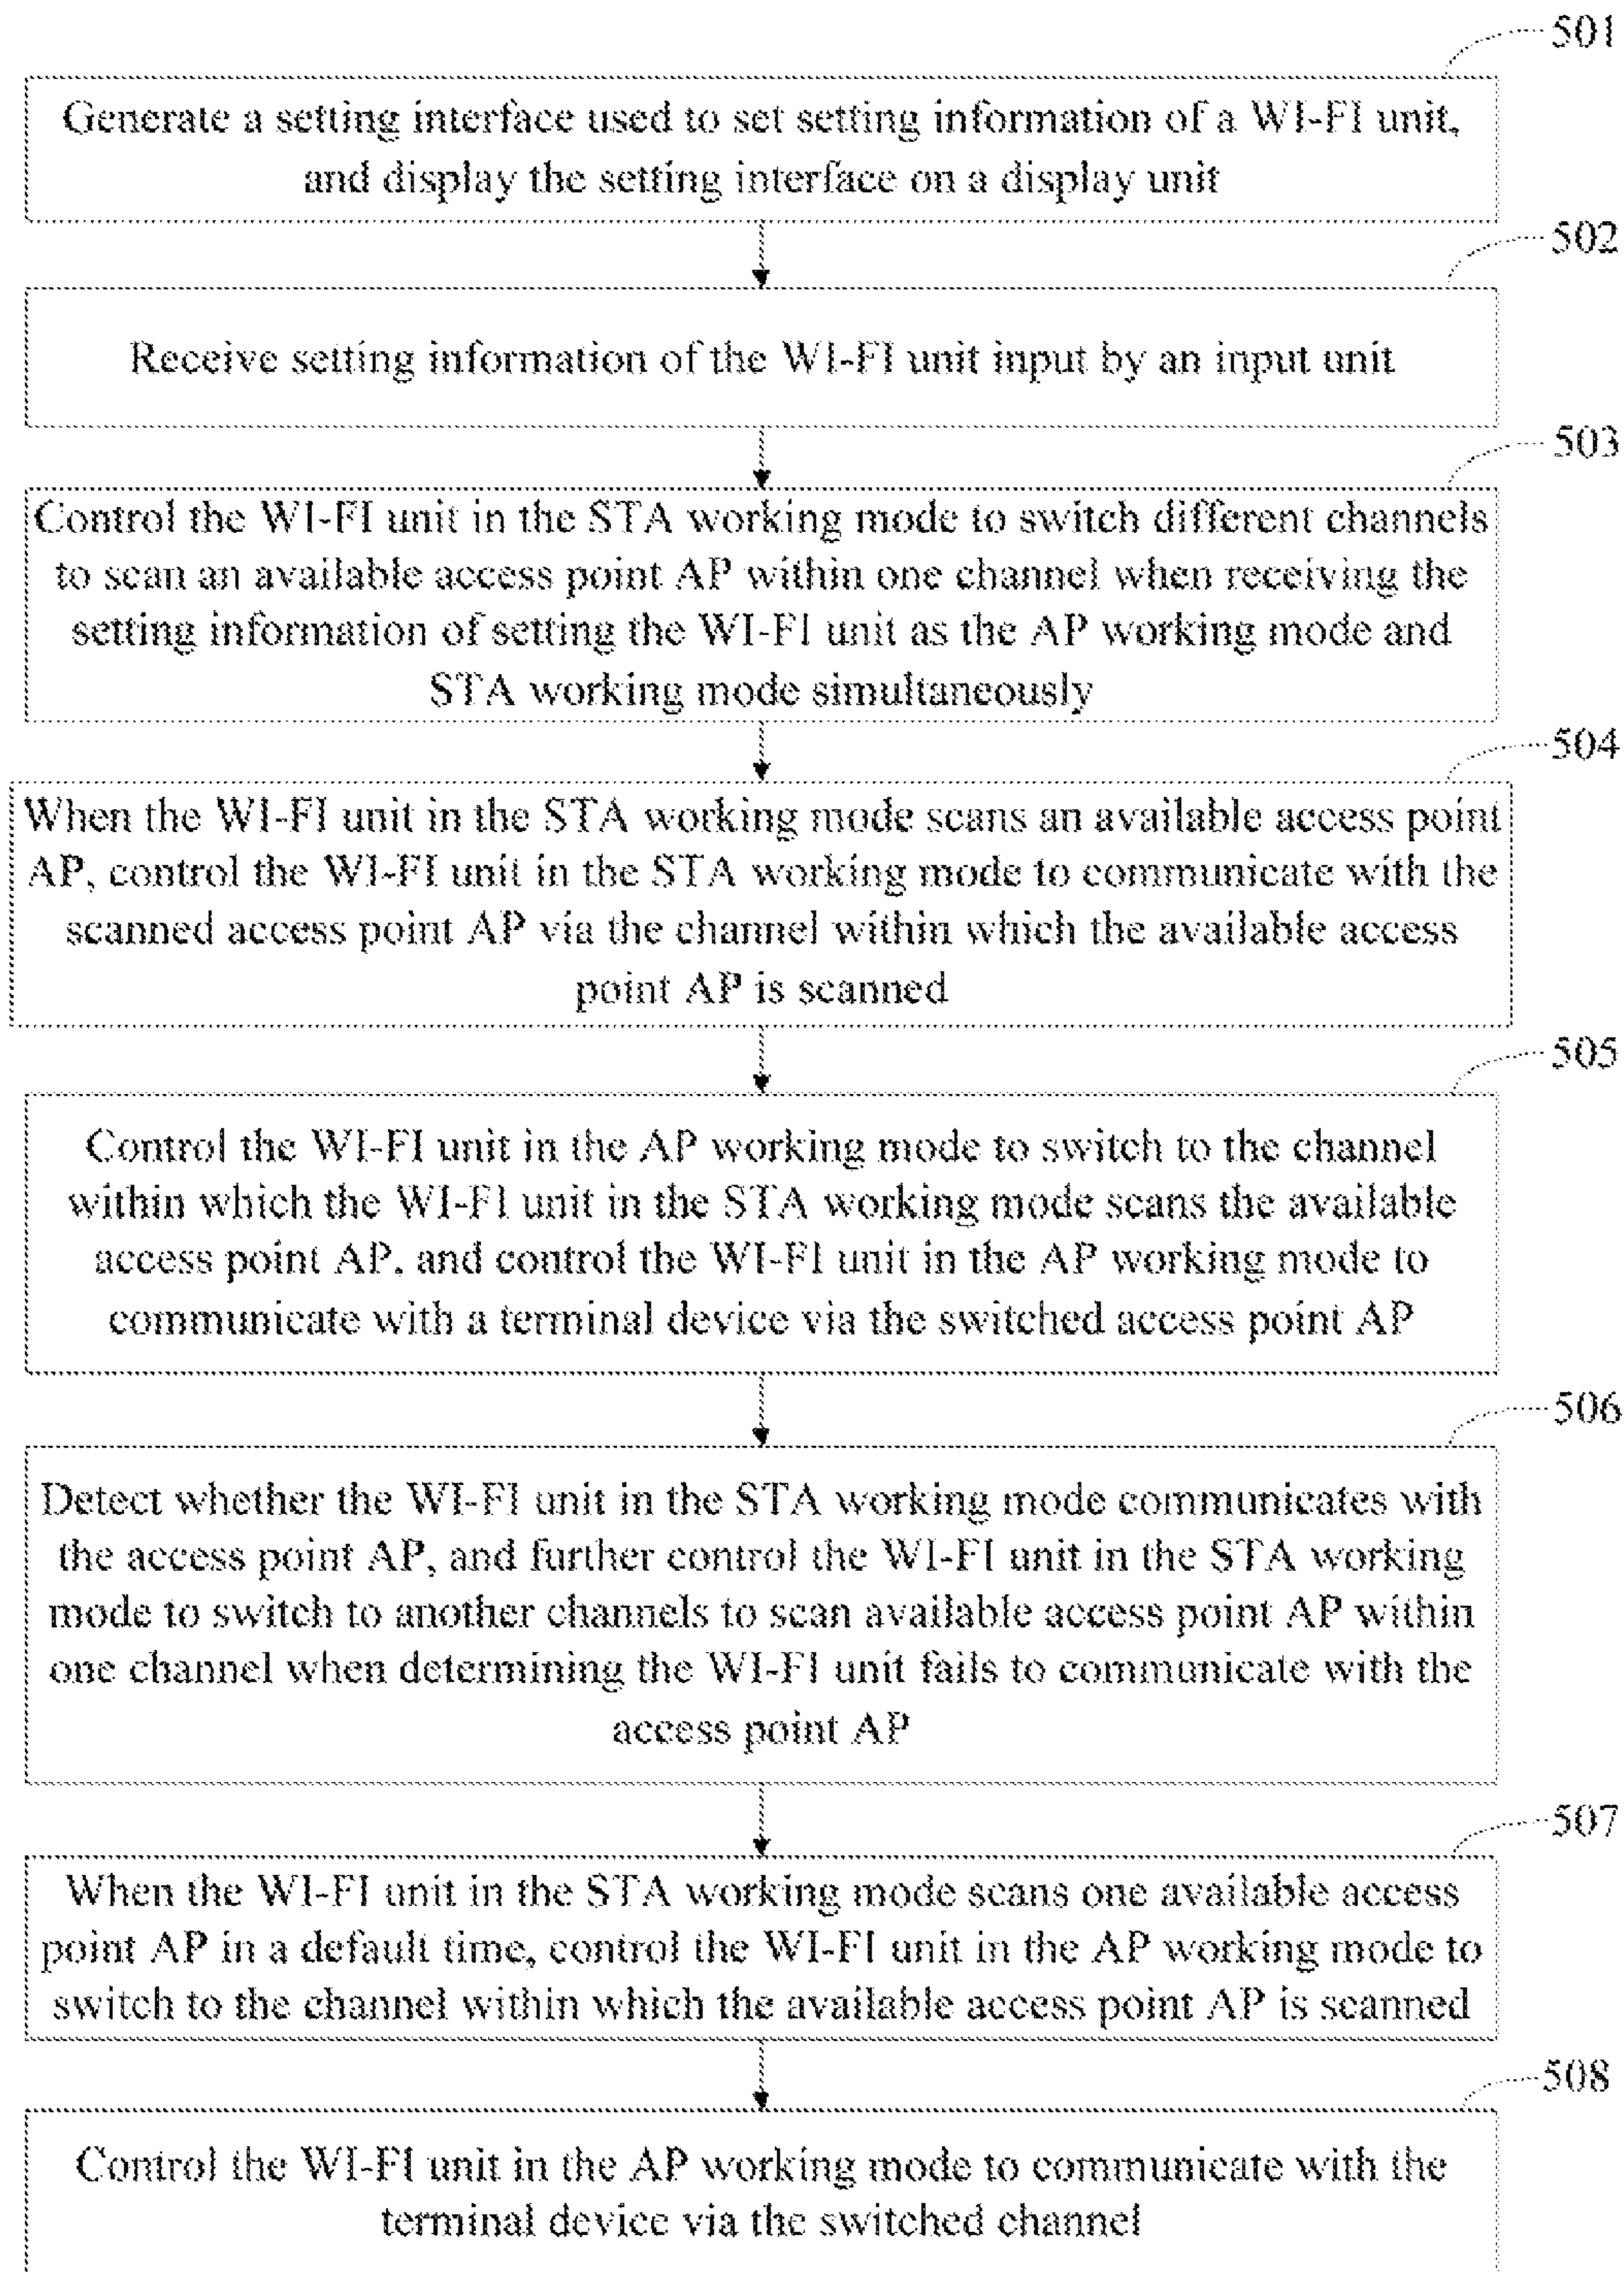 501
Generate a setting interface used to set setting information of a WI-FI unit,
and display the setting interface on a display unit
502
Receive setting information of the WI-FI unit input by an input unit
503
Control the WI-FI unit in the STA working mode to switch different channels
to scan an available access point AP within one channel when receiving the
setting information of setting the WI-FI unit as the AP working mode and
STA working mode simultaneously
504
When the WI-FI unit in the STA working mode scans an available access point
AP, control the WI-FI unit in the STA working mode to communicate with the
scanned access point AP via the channel within which the available access
point AP is scanned
505
Control the WI-FI unit in the AP working mode to switch to the channel
within which the WI-FI unit in the STA working mode scans the available
access point AP, and control the WI-FI unit in the AP working mode to
communicate with a terminal device via the switched access point AP
506
Detect whether the WI-FI unit in the STA working mode communicates with
the access point AP, and further control the WI-FI unit in the STA working
mode to switch to another channels to scan available access point AP within
one channel when determining the WI-FI unit fails to communicate with the
access point AP
507
When the WI-FI unit in the STA working mode scans one available access
point AP in a default time, control the WI-FI unit in the AP working mode to
switch to the channel within which the available access point AP is scanned
508
Control the WI-FI unit in the AP working mode to communicate with the
terminal device via the switched channel